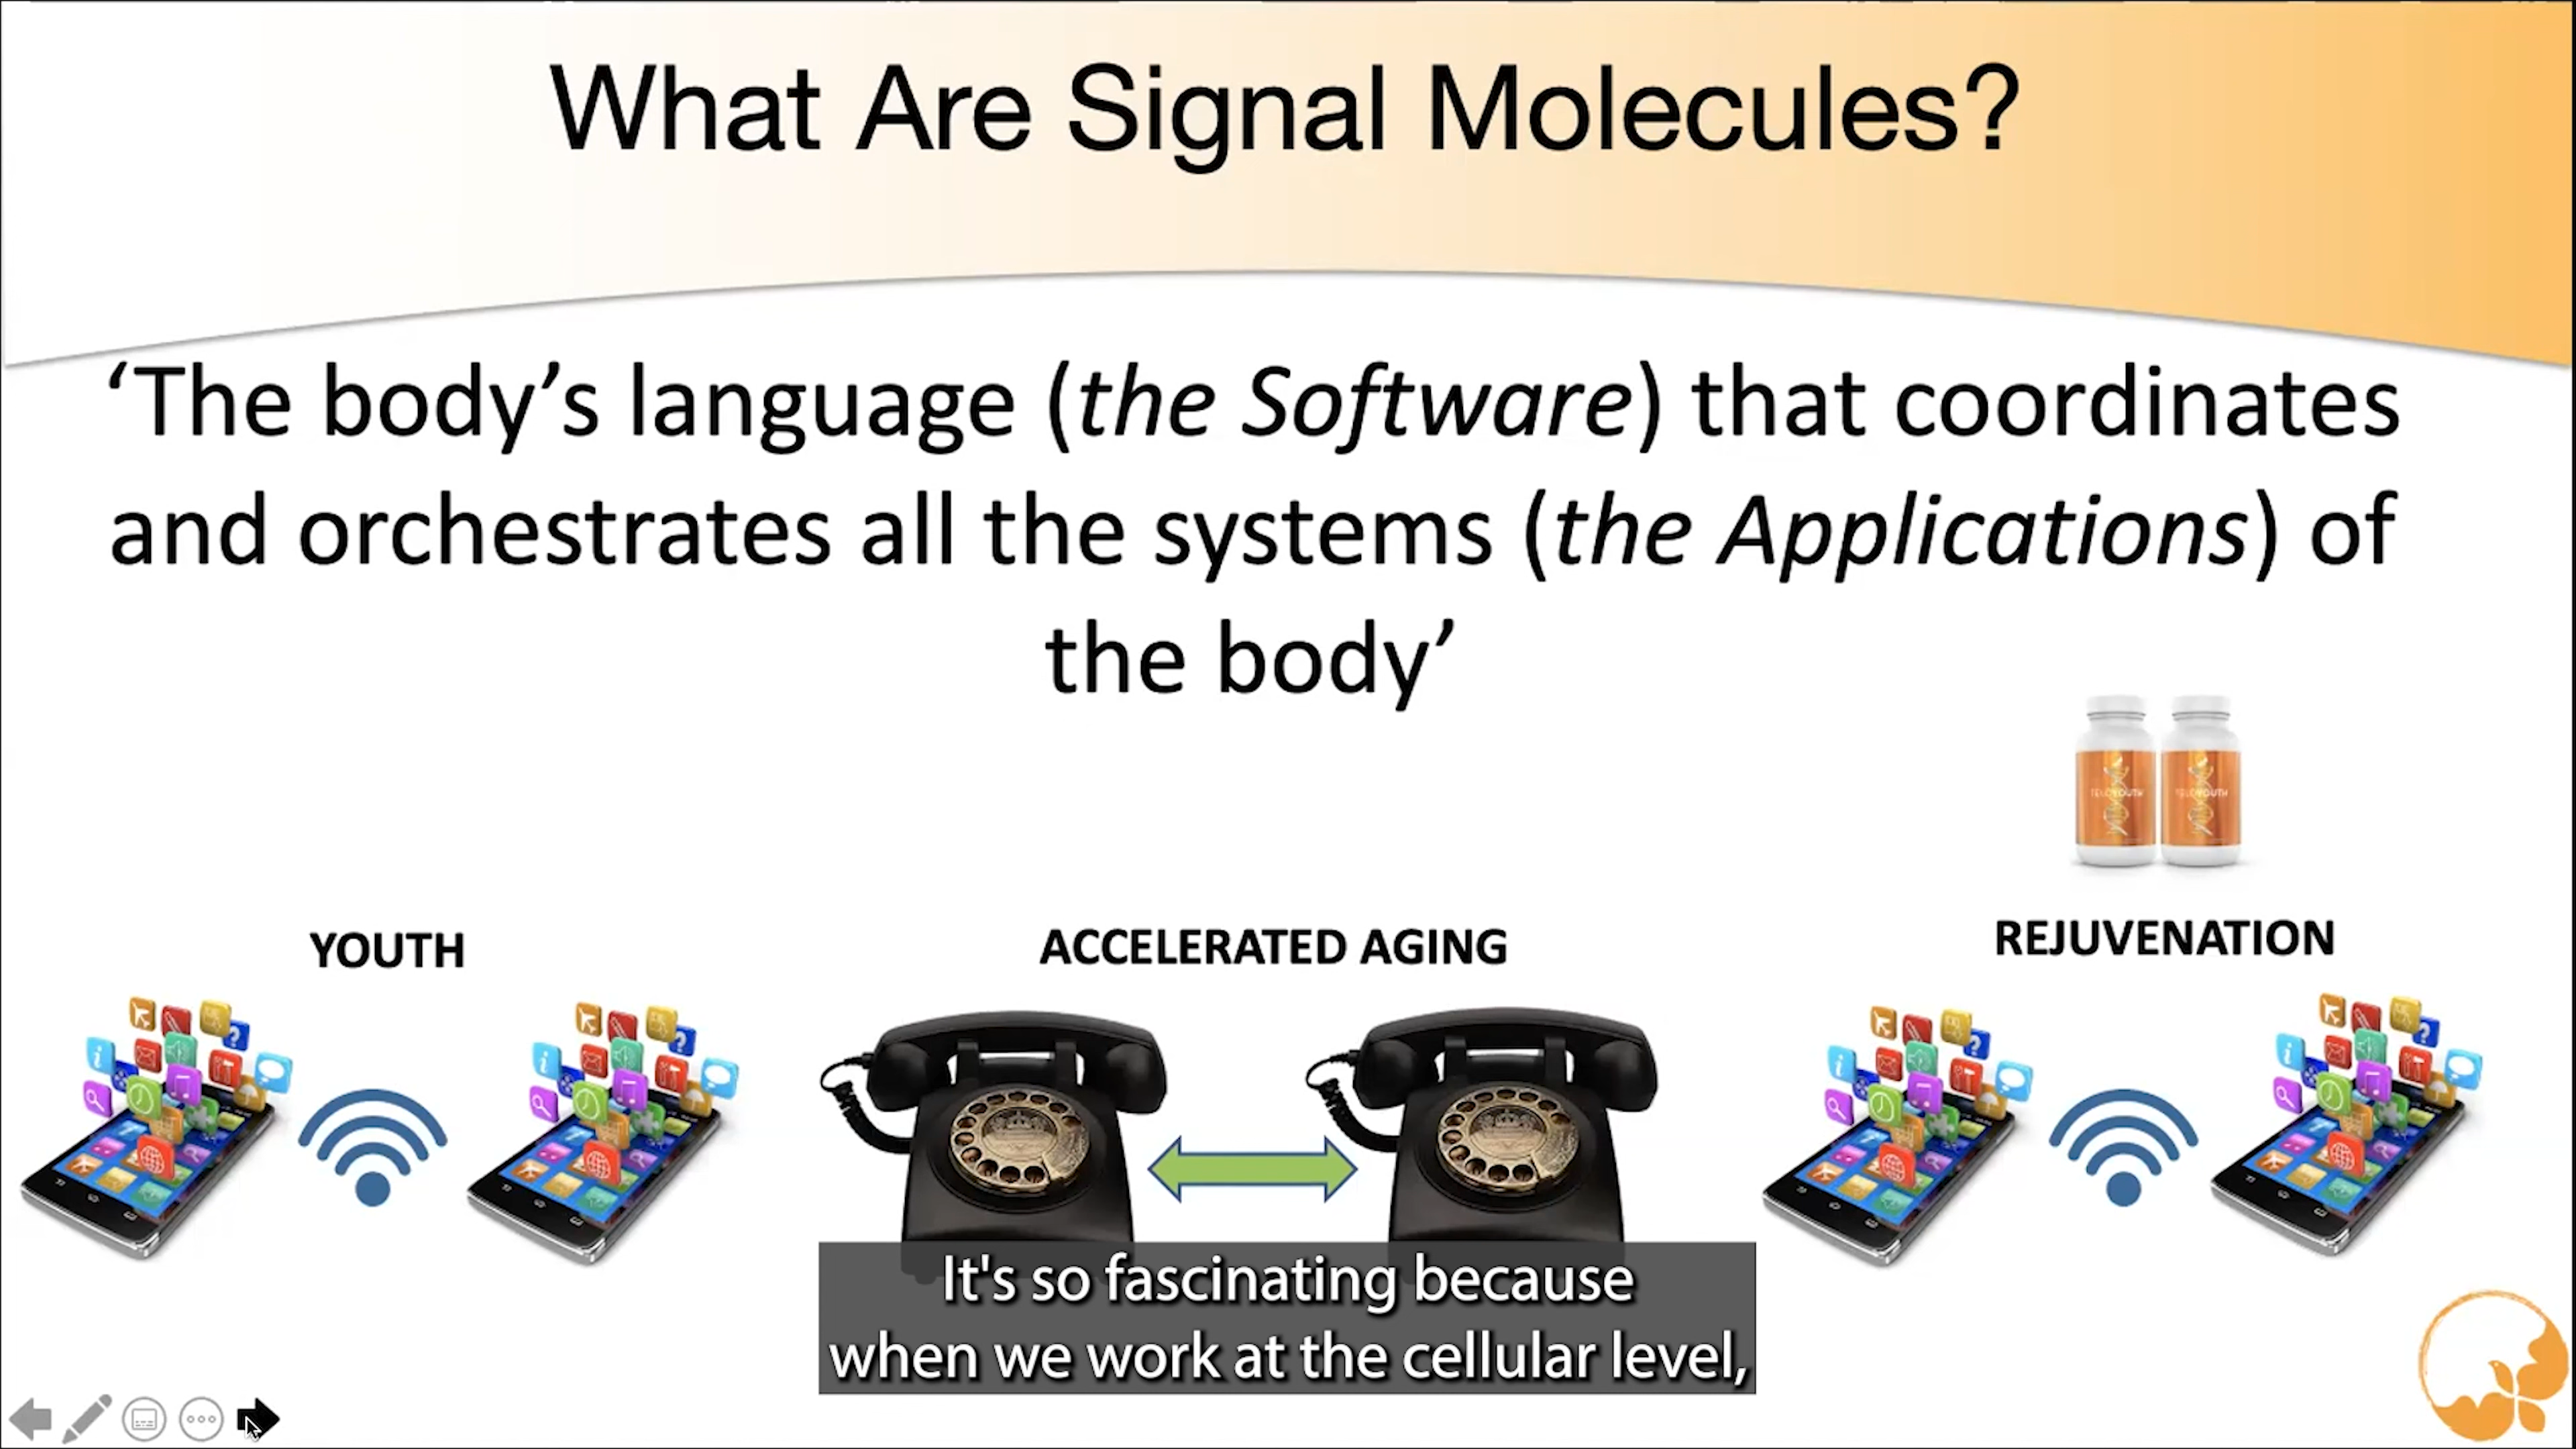 What Are Signal Molecules?
‘The body’s language (the Software) that coordinates
and orchestrates all the systems (the Applications) of
the body’
YOUTH
ACCELERATED AGING
REJUVENATION
It's so fascinating because
when we work at the cellular level,